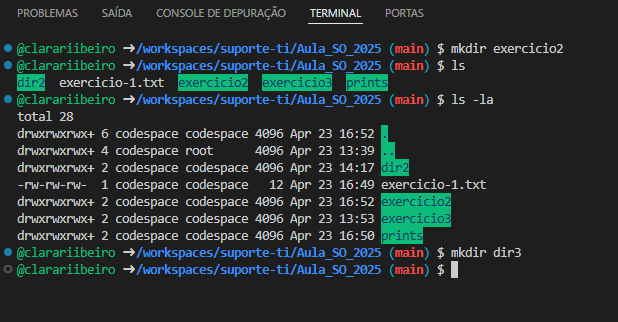 PROBLEMAS SAÍDA CONSOLE DE DEPURAÇÃO TERMINAL PORTAS
@clarariibeiro ➜/workspaces/suporte-ti/Aula_SO_2025 (main) $ mkdir exercicio2
@clarariibeiro ➜/workspaces/suporte-ti/Aula_SO_2025 (main) $ ls
dir2 exercicio-1.txt exercicio2 exercicio3 prints
@clarariibeiro ➜/workspaces/suporte-ti/Aula_SO_2025 (main) $ ls -la
total 28
drwxrwxrwx+ 6 codespace codespace 4096 Apr 23 16:52 .
drwxrwxrwx+ 4 codespace root 4096 Apr 23 13:39 ..
drwxrwxrwx+ 2 codespace codespace 4096 Apr 23 14:17 dir2
-rw-rw-rw- 1 codespace codespace 12 Apr 23 16:49 exercicio-1.txt
drwxrwxrwx+ 2 codespace codespace 4096 Apr 23 16:52 exercicio2
drwxrwxrwx+ 2 codespace codespace 4096 Apr 23 13:53 exercicio3
drwxrwxrwx+ 2 codespace codespace 4096 Apr 23 16:50 prints
@clarariibeiro ➜/workspaces/suporte-ti/Aula_SO_2025 (main) $ mkdir dir3
@clarariibeiro ➜/workspaces/suporte-ti/Aula_SO_2025 (main) $